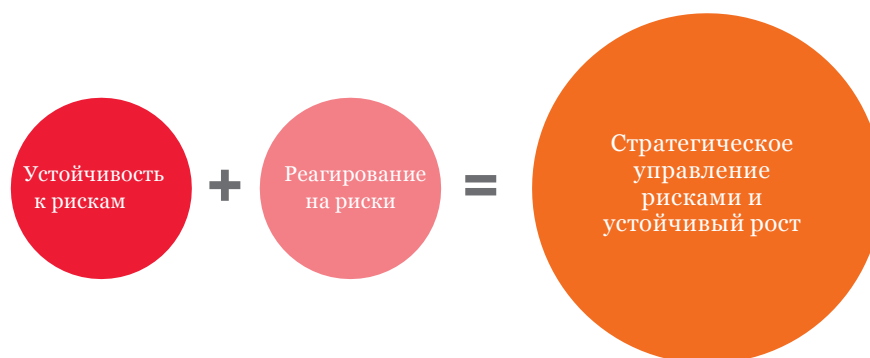 Устойчивость
к рискам
+
Реагирование
на риски
=
Стратегическое
управление
рисками и
устойчивый рост